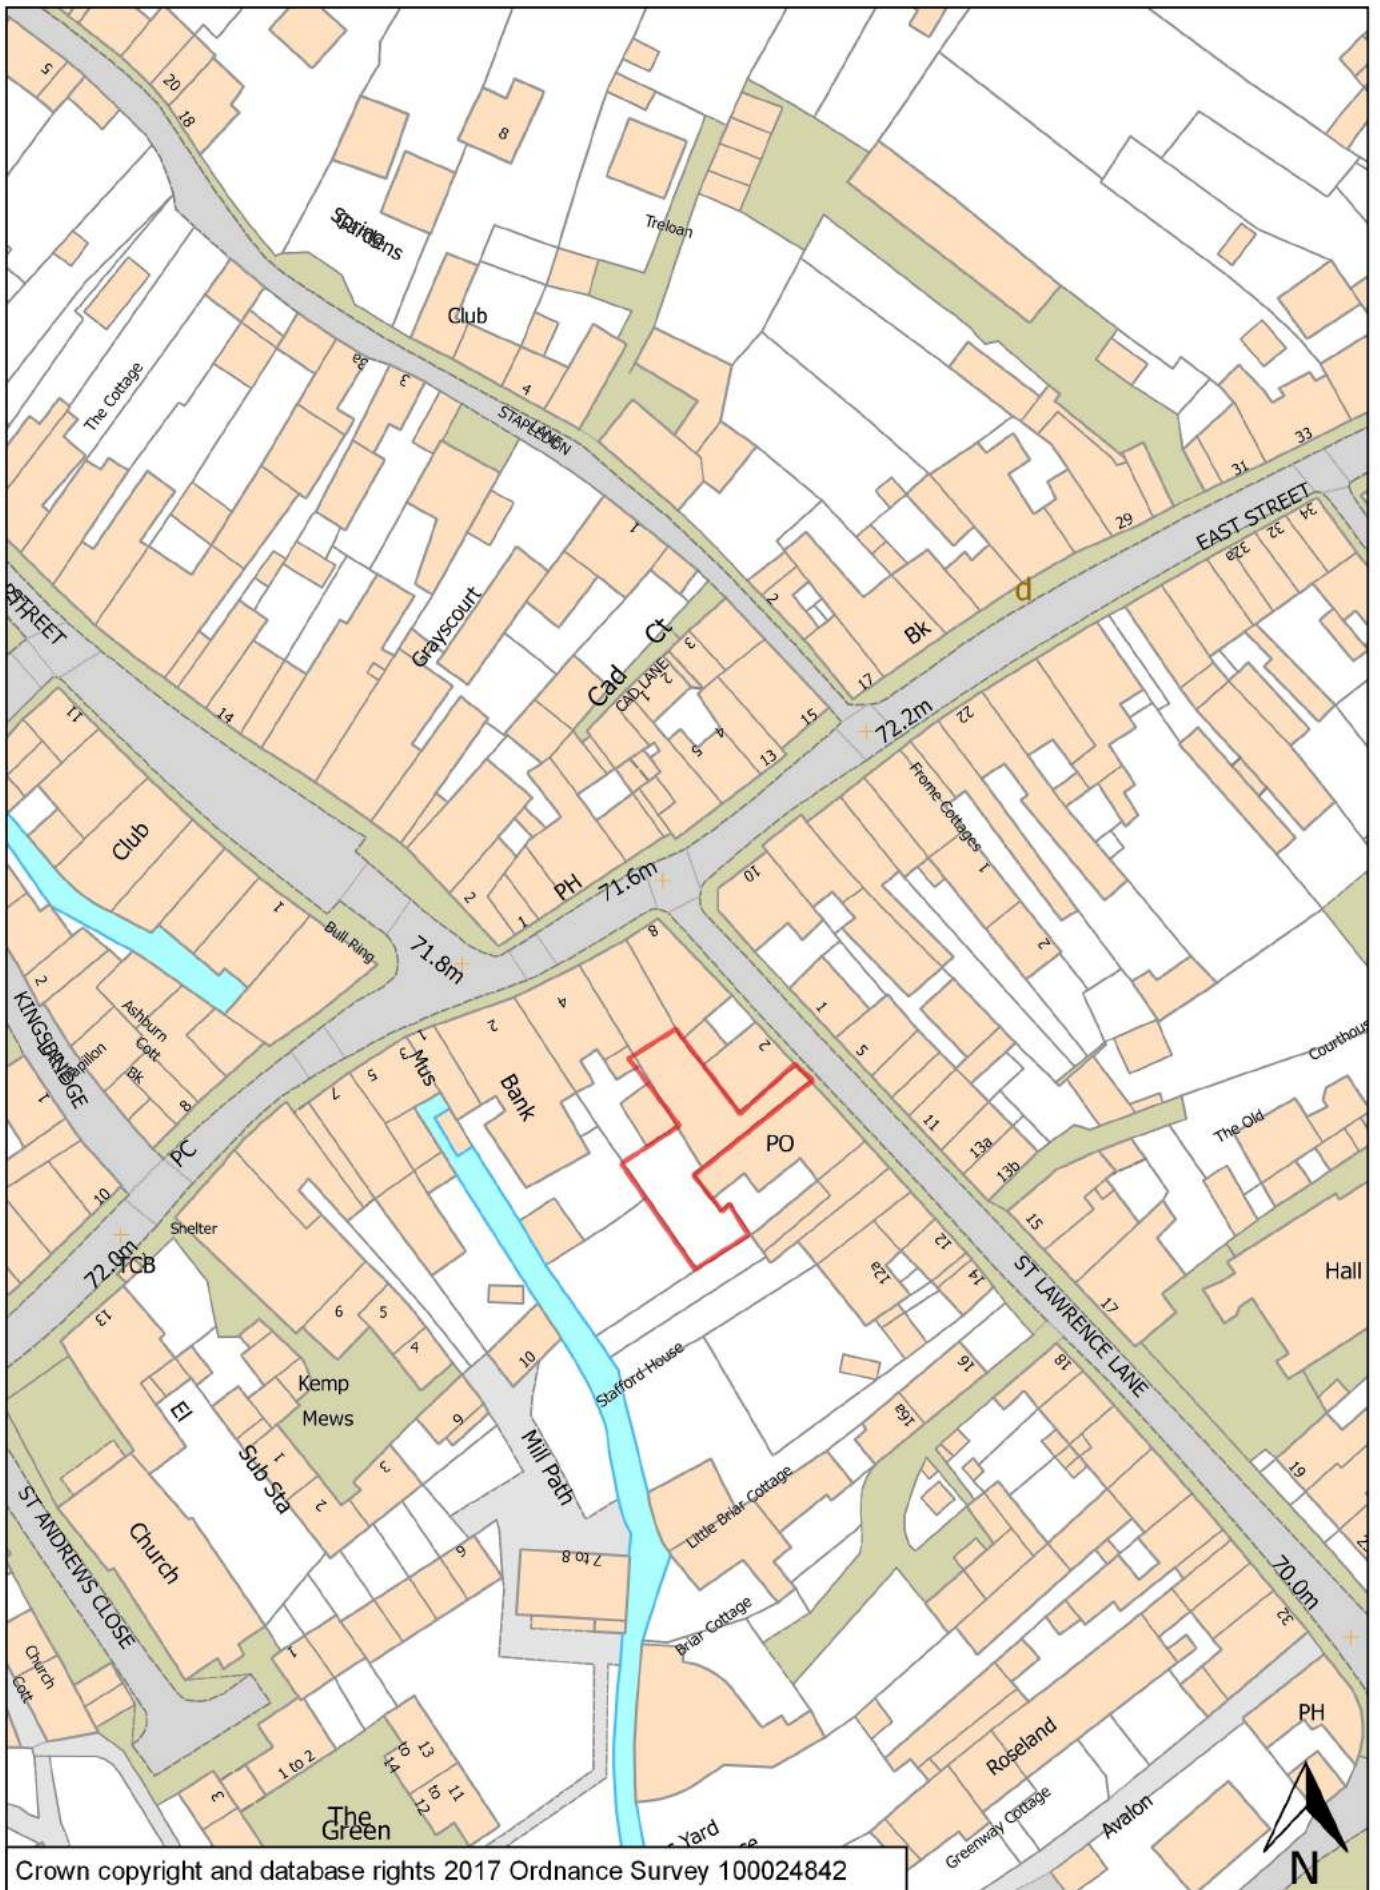 5
20
18
8
Spring
Gardens
Treloan
Club
The Cottage
3a
3
4
STAPLEDON
LANE
1
33
31
EAST STREET
29
34
32
32a
2
d
Bk
17
72.2m
22
STREET
Grayscourt
Cad Ct
3
2
1
CAD LANE
4
5
15
13
11
14
Frome Cottages
1
2
Club
2
1
PH
71.6m
10
8
1
Bull Ring
71.8m
2
KINGSBRIDGE
LANE
1
Ashburn
Cott
Papillon
Bk
8
1
3
Mus
2
4
Bank
5
7
2
1
5
11
13a
13b
Courthouse
The Old
PC
PO
10
Shelter
72.0m
TCB
15
12
12a
14
17
ST LAWRENCE LANE
Hall
13
6
5
4
10
Stafford House
16
16a
18
Kemp
Mews
El
Sub Sta
9
1
2
3
Mill Path
19
Little Briar Cottage
ST ANDREWS CLOSE
Church
7 to 8
6
70.0m
32
Briar Cottage
1
Church
Cott
PH
Roseland
1 to 2
3
13
to
14
11
to
12
The
Green
Greenway Cottage
Avalon
Yard
N
Crown copyright and database rights 2017 Ordnance Survey 100024842